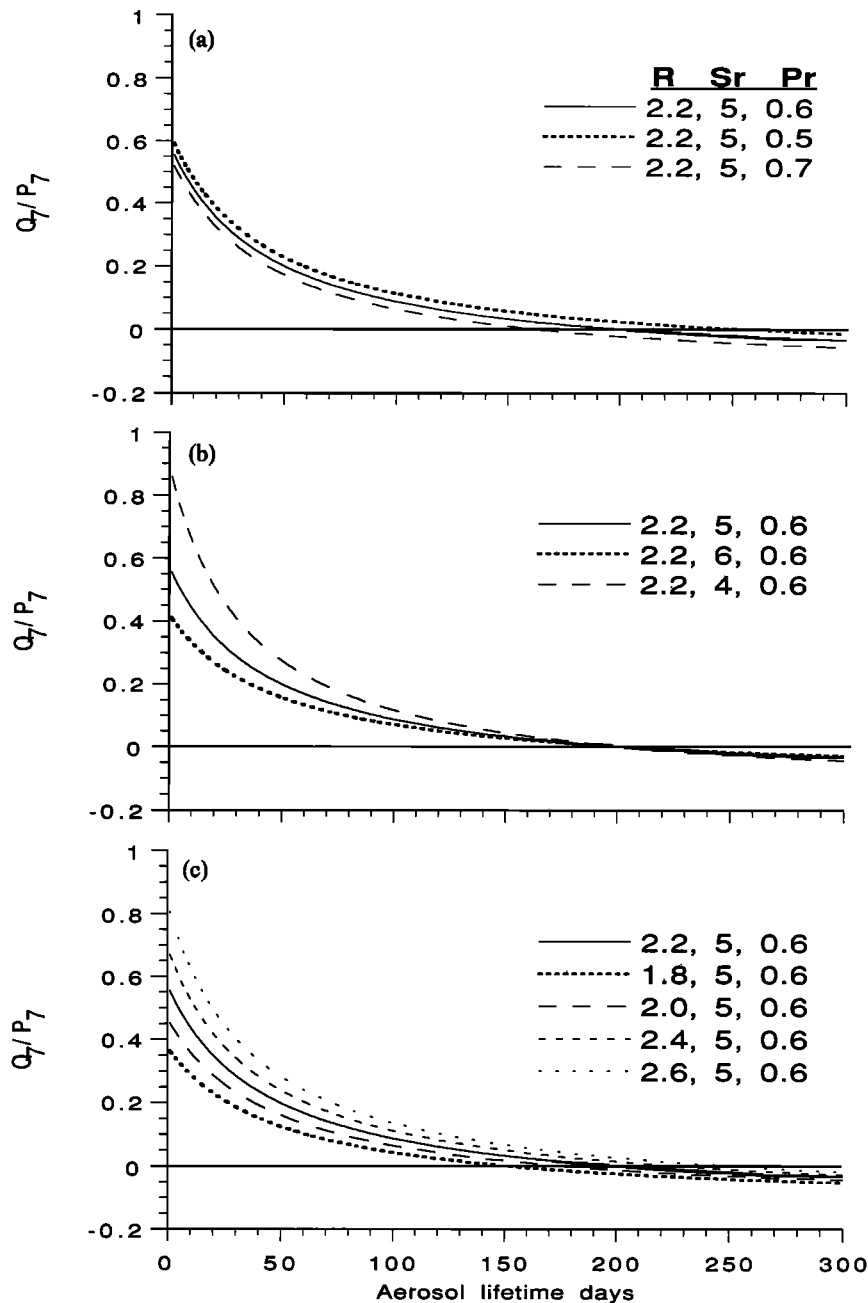 (a)
R Sr Pr
2.2, 5, 0.6
2.2, 5, 0.5
2.2, 5, 0.7
Q7/P7
1
0.8
0.6
0.4
0.2
0
-0.2
(b)
2.2, 5, 0.6
2.2, 6, 0.6
2.2, 4, 0.6
Q7/P7
1
0.8
0.6
0.4
0.2
0
-0.2
(c)
2.2, 5, 0.6
1.8, 5, 0.6
2.0, 5, 0.6
2.4, 5, 0.6
2.6, 5, 0.6
Q7/P7
1
0.8
0.6
0.4
0.2
0
-0.2
0 50 100 150 200 250 300
Aerosol lifetime days